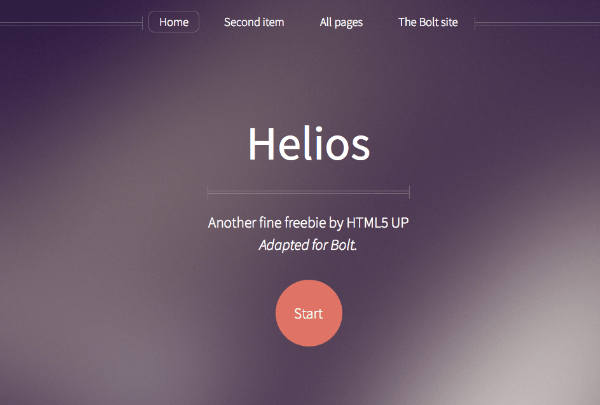 Home Second item All pages The Bolt site
Helios
Another fine freebie by HTML5 UP
Adapted for Bolt.
Start